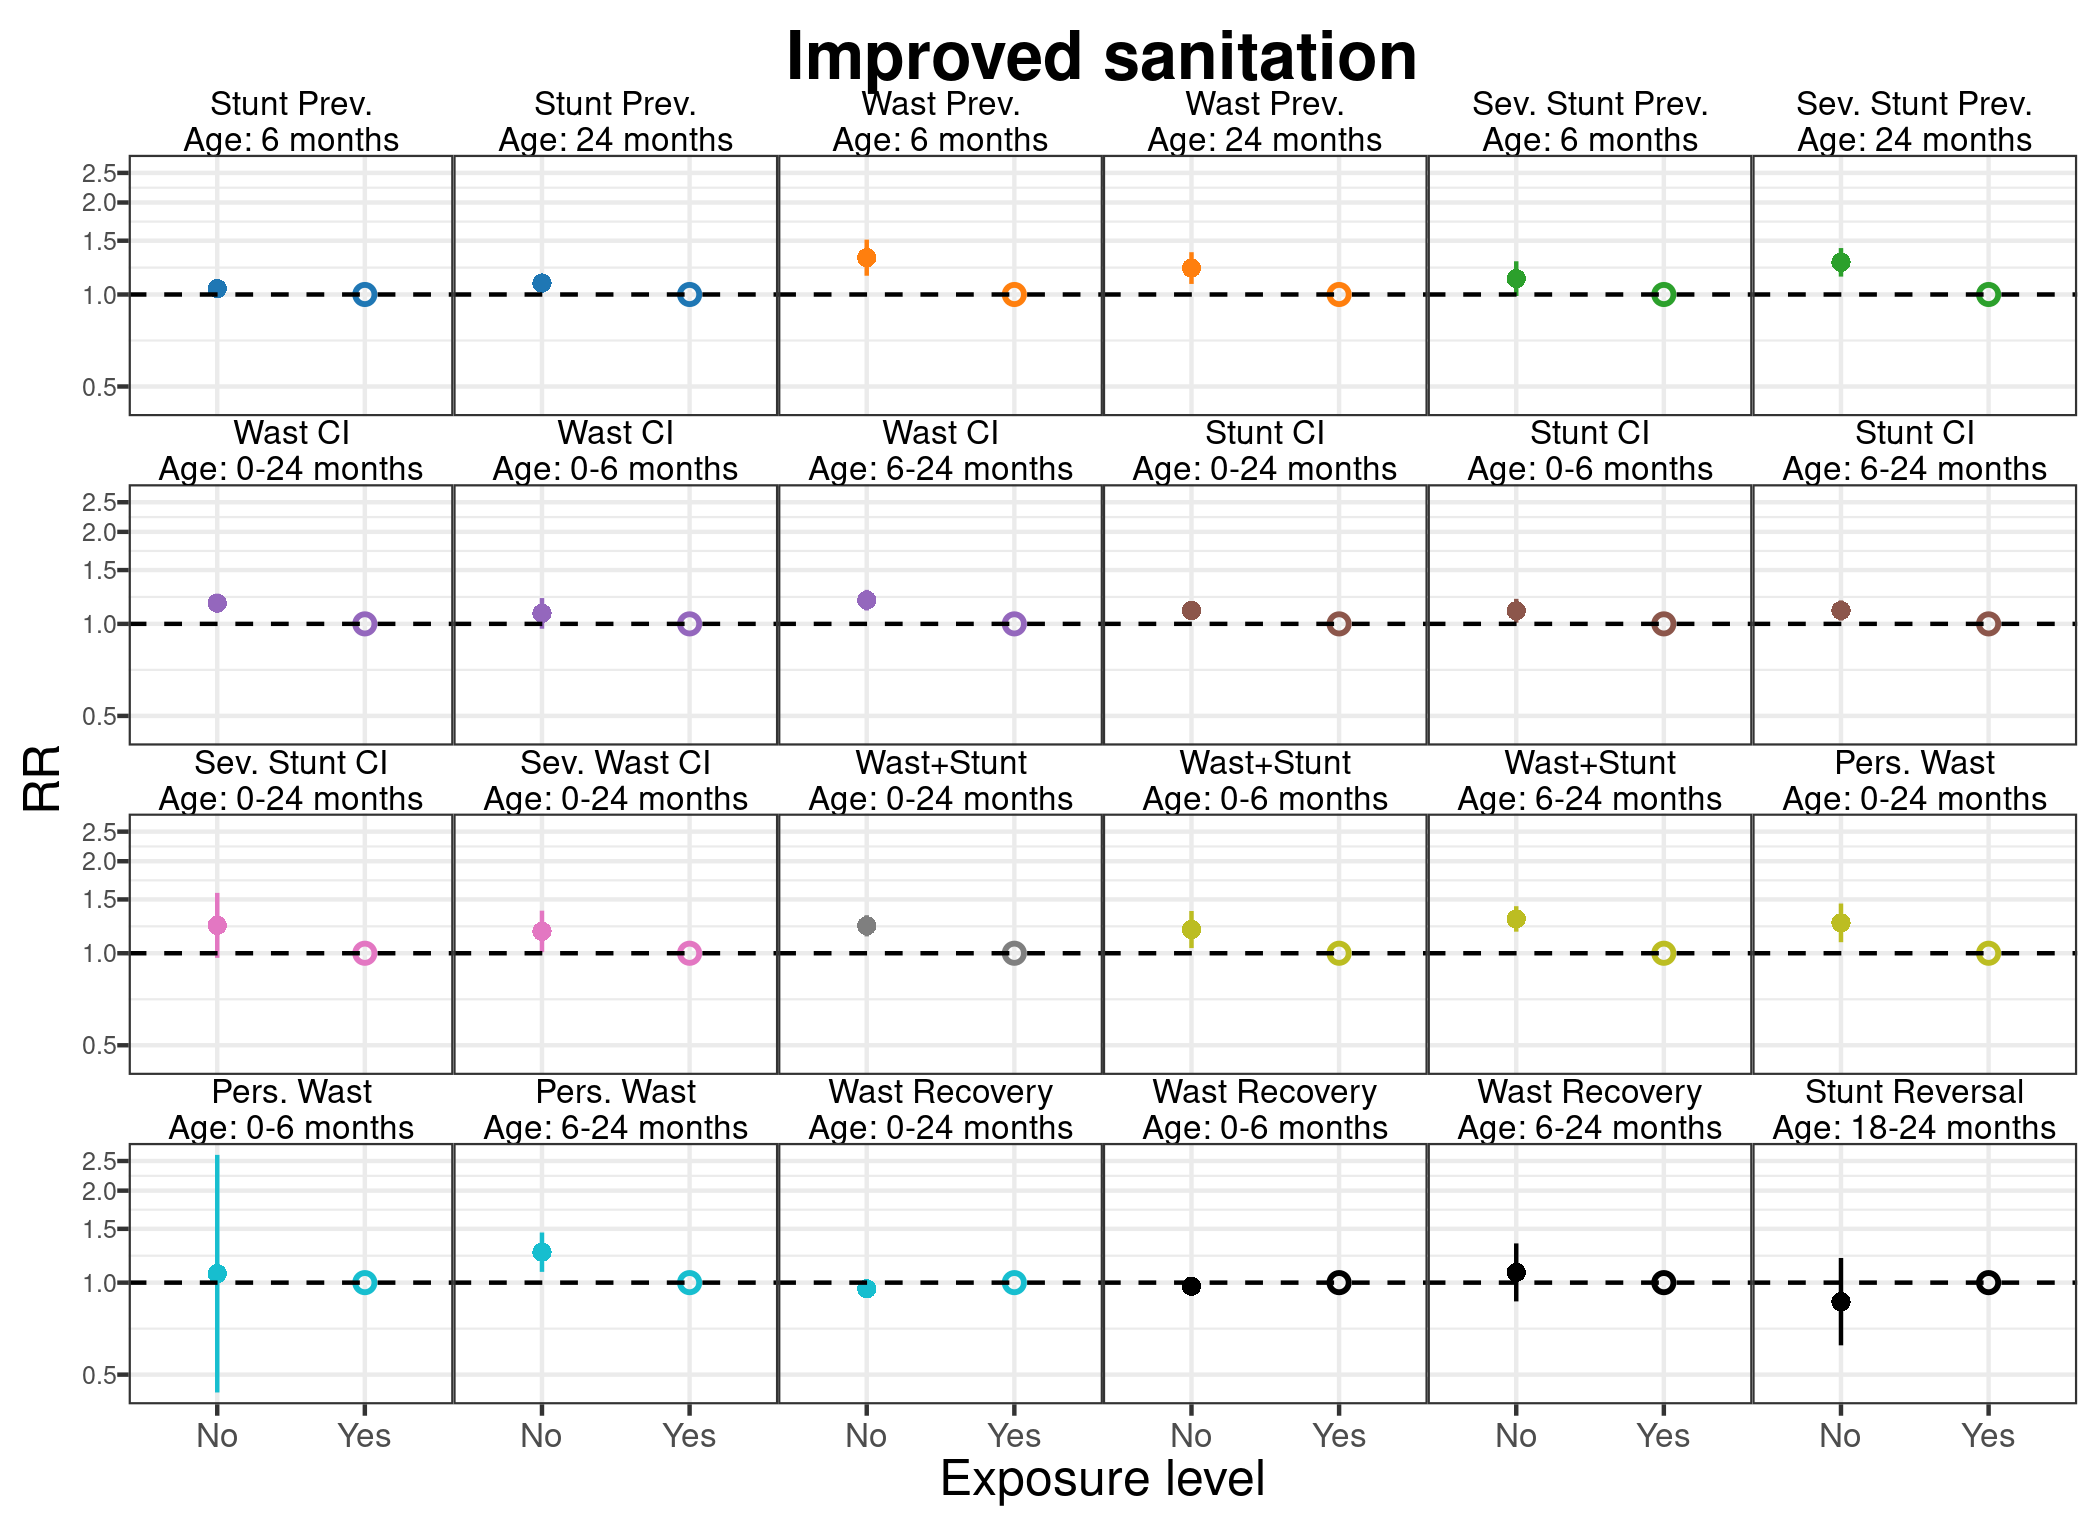 Improved sanitation
Stunt Prev.
Age: 6 months
Stunt Prev.
Age: 24 months
Wast Prev.
Age: 6 months
Wast Prev.
Age: 24 months
Sev. Stunt Prev.
Age: 6 months
Sev. Stunt Prev.
Age: 24 months
2.5
2.0
1.5
1.0
0.5
Wast CI
Age: 0-24 months
Wast CI
Age: 0-6 months
Wast CI
Age: 6-24 months
Stunt CI
Age: 0-24 months
Stunt CI
Age: 0-6 months
Stunt CI
Age: 6-24 months
2.5
2.0
1.5
1.0
0.5
RR
Sev. Stunt CI
Age: 0-24 months
Sev. Wast CI
Age: 0-24 months
Wast+Stunt
Age: 0-24 months
Wast+Stunt
Age: 0-6 months
Wast+Stunt
Age: 6-24 months
Pers. Wast
Age: 0-24 months
2.5
2.0
1.5
1.0
0.5
Pers. Wast
Age: 0-6 months
Pers. Wast
Age: 6-24 months
Wast Recovery
Age: 0-24 months
Wast Recovery
Age: 0-6 months
Wast Recovery
Age: 6-24 months
Stunt Reversal
Age: 18-24 months
2.5
2.0
1.5
1.0
0.5
No Yes No Yes No Yes No Yes No Yes No Yes
Exposure level